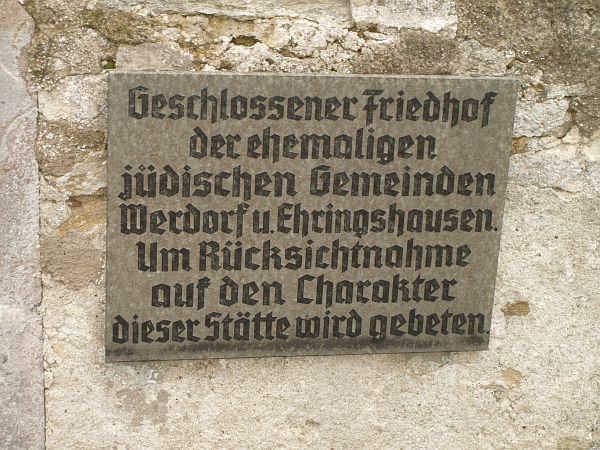 Geschlossener Friedhof
der ehemaligen
jüdischen Gemeinden
Werdorf u. Ehringshausen.
Um Rücksichtnahme
auf den Charakter
dieser Stätte wird gebeten.